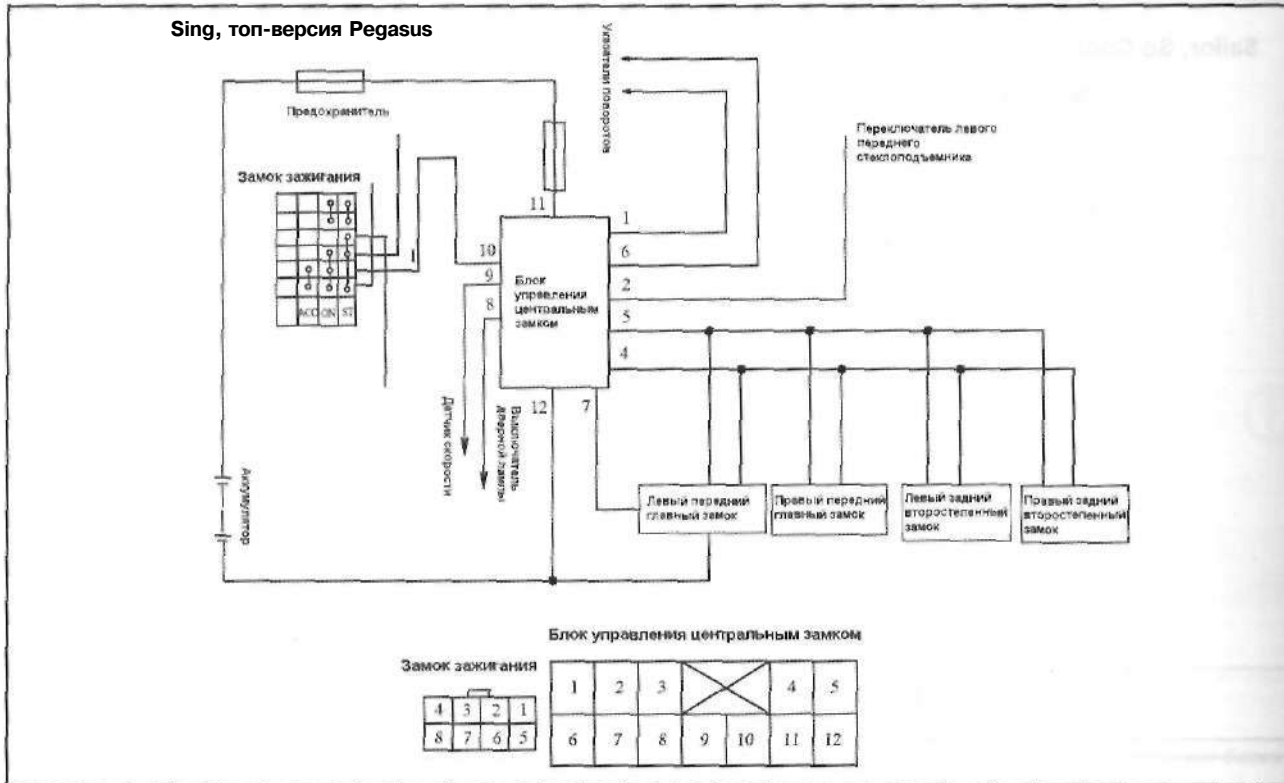 Sing, топ-версия Pegasus
Предохранитель
Указатели поворотов
Переключатель левого
переднего
стеклоподъемника
Замок зажигания
ACC ON ST
11
1
10
6
9
2
8
5
4
12
7
Блок
управления
центральным
замком
Датчик скорости
Выключатель
дверной лампы
Аккумулятор
Левый передний
главный замок
Правый передний
главный замок
Левый задний
второстепенный
замок
Правый задний
второстепенный
замок
Блок управления центральным замком
Замок зажигания
4 3 2 1
8 7 6 5
1 2 3 4 5
6 7 8 9 10 11 12